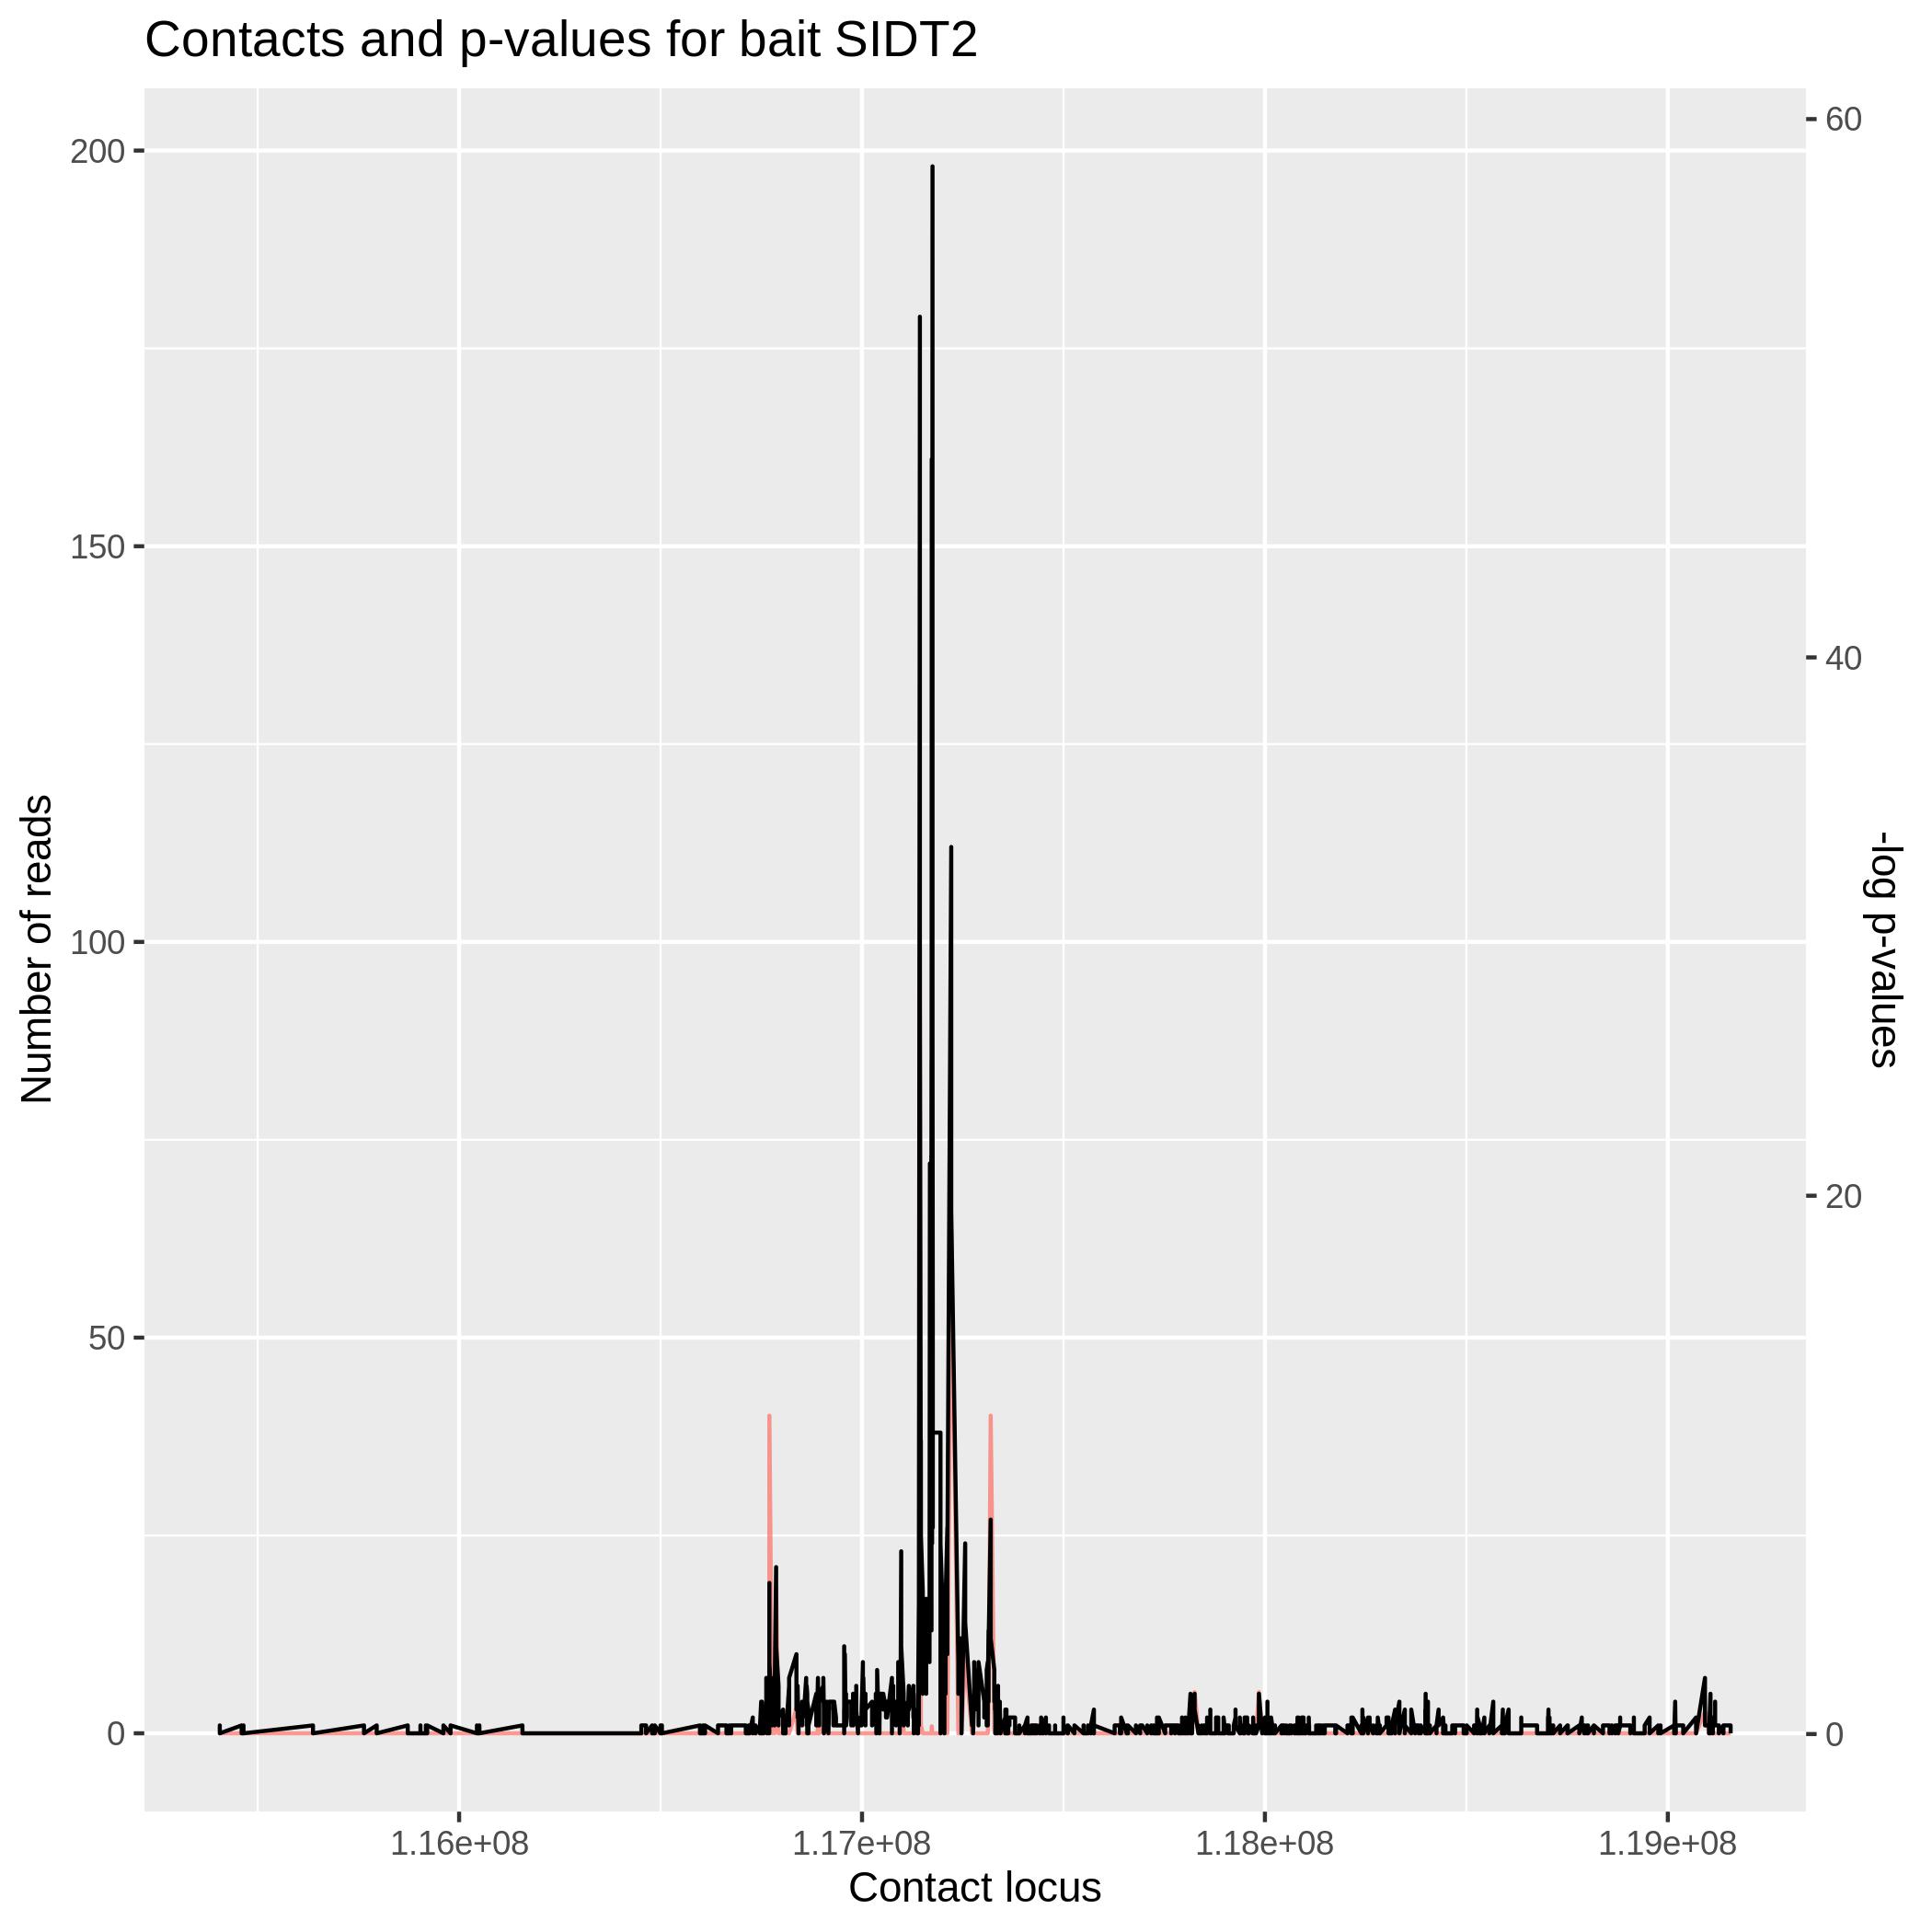 Contacts and p-values for bait SIDT2
Number of reads
200
150
100
50
0
60
40
20
0
-log p-values
1.16e+08
1.17e+08
1.18e+08
1.19e+08
Contact locus